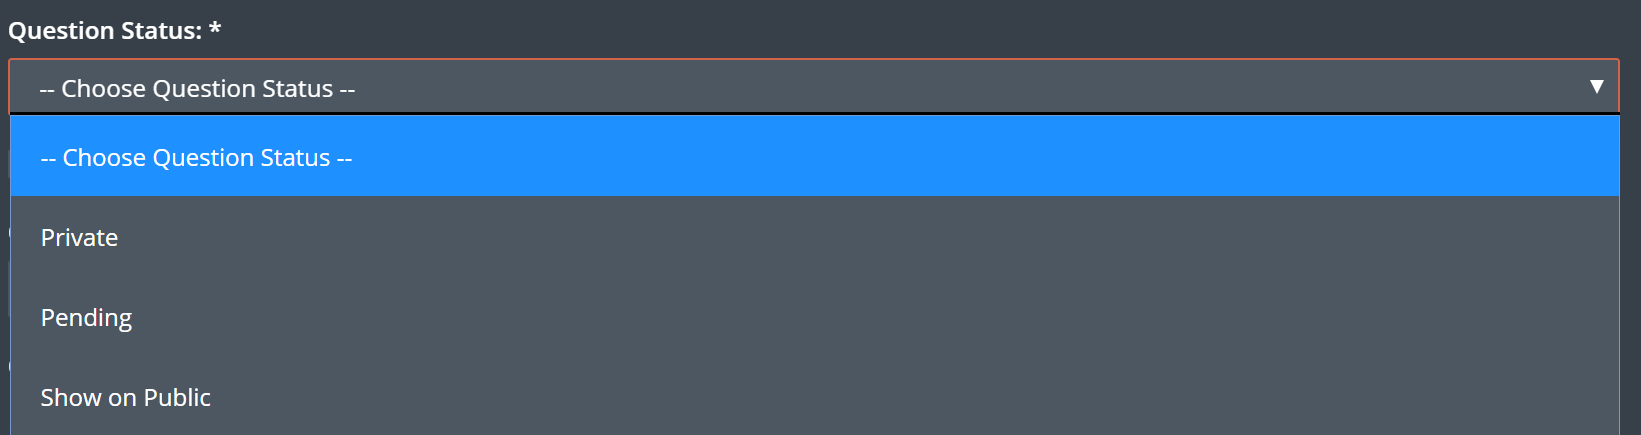 Question Status: *
-- Choose Question Status --
-- Choose Question Status --
Private
Pending
Show on Public